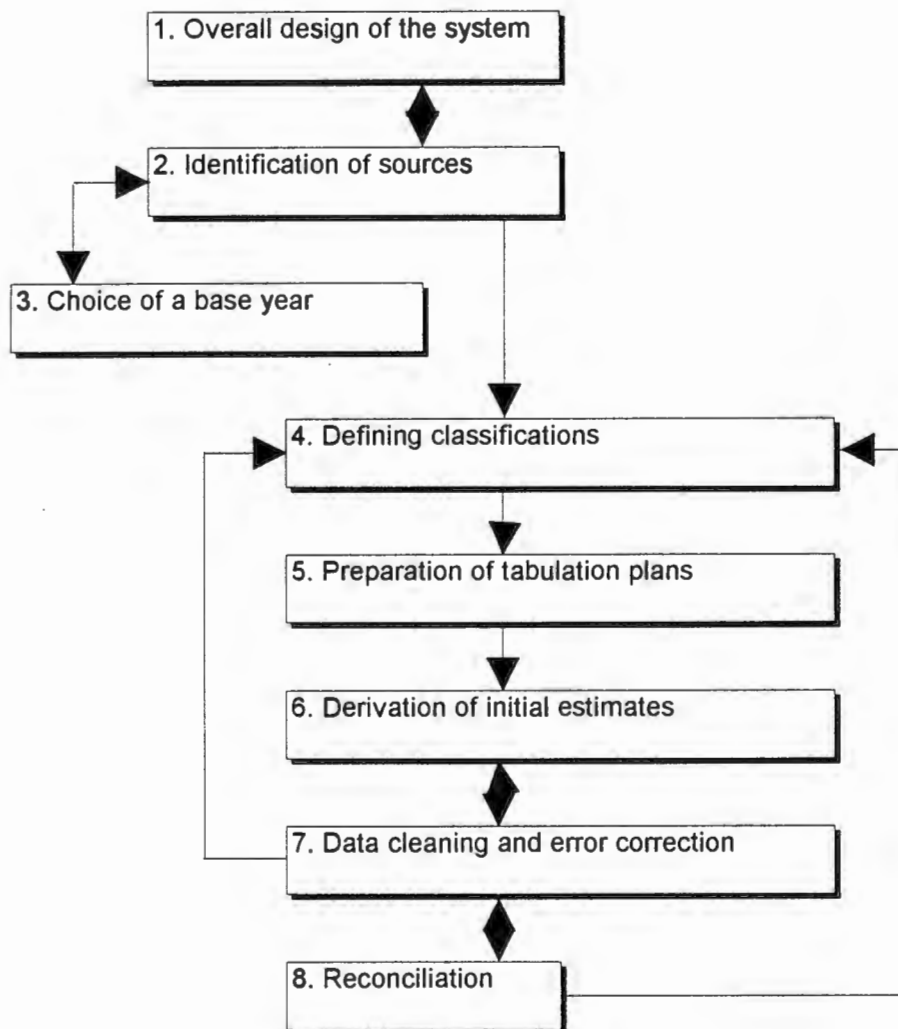 1. Overall design of the system
2. Identification of sources
3. Choice of a base year
4. Defining classifications
5. Preparation of tabulation plans
6. Derivation of initial estimates
7. Data cleaning and error correction
8. Reconciliation